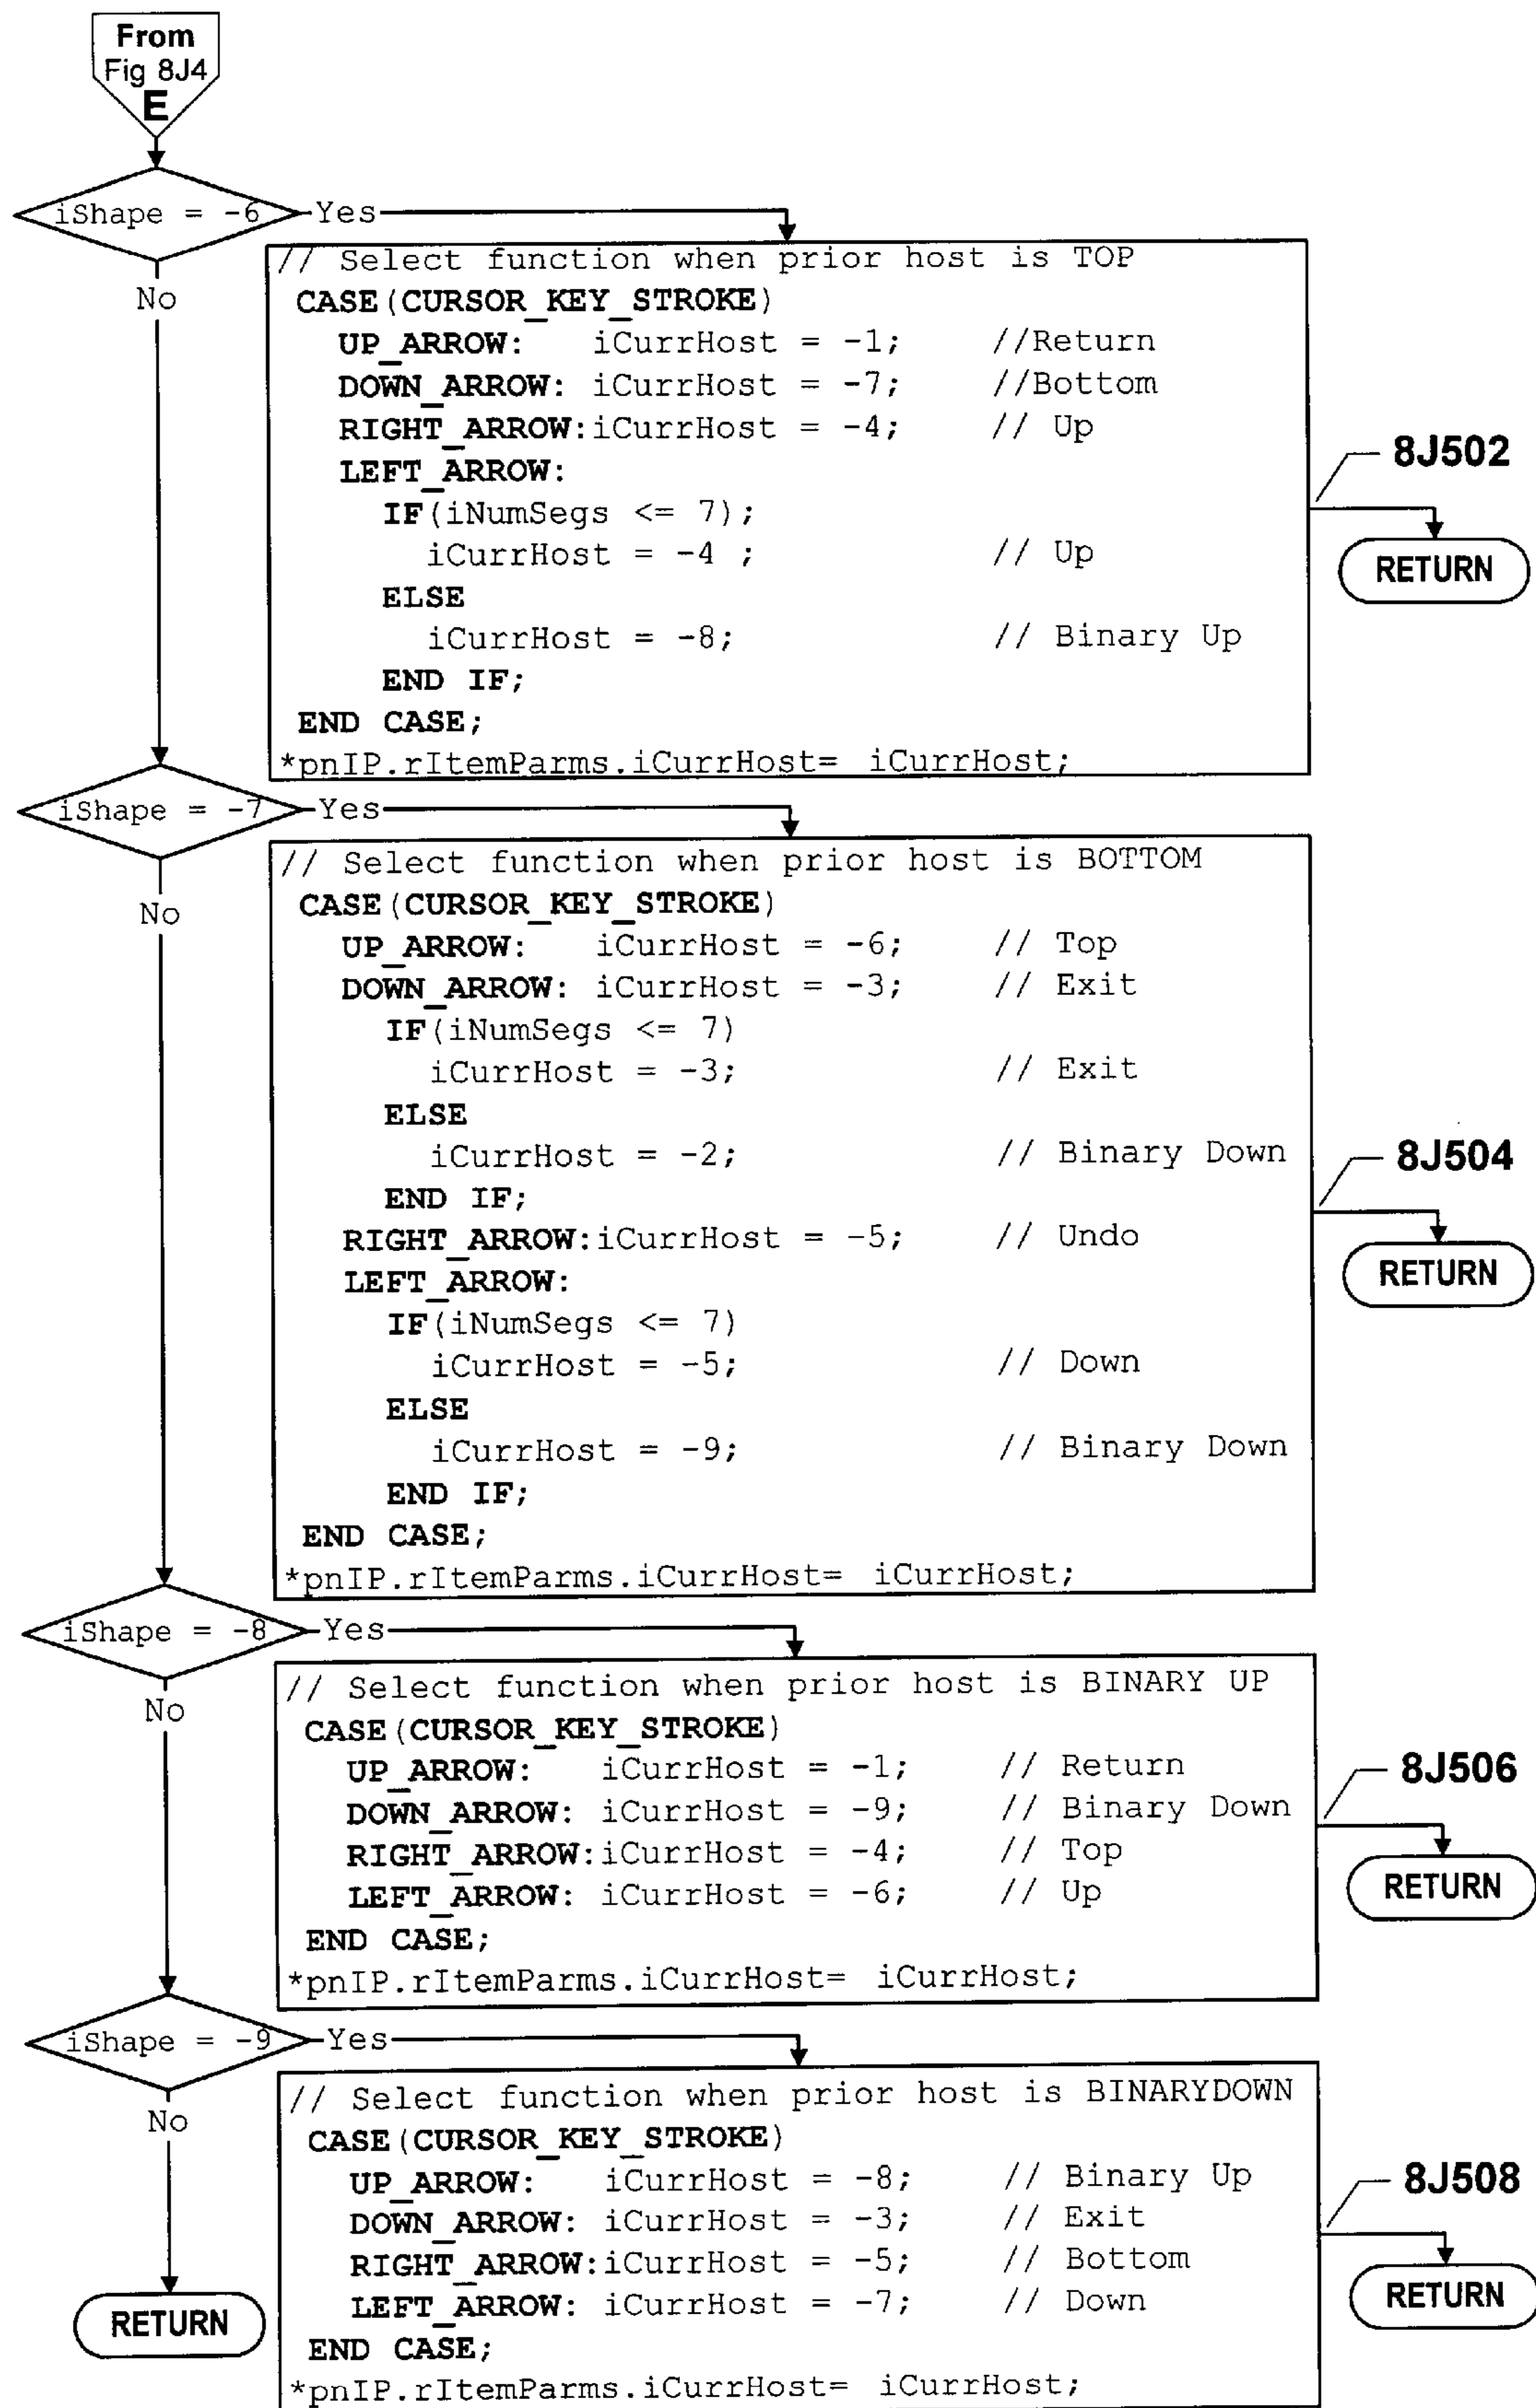 From
Fig 8J4
E
iShape = -6
Yes
No
// Select function when prior host is TOP
CASE(CURSOR_KEY_STROKE)
UP_ARROW: iCurrHost = -1; //Return
DOWN_ARROW: iCurrHost = -7; //Bottom
RIGHT_ARROW:iCurrHost = -4; // Up
LEFT_ARROW:
IF(iNumSegs <= 7);
iCurrHost = -4 ; // Up
ELSE
iCurrHost = -8; // Binary Up
END IF;
END CASE;
*pnIP.rItemParms.iCurrHost= iCurrHost;
8J502
RETURN
iShape = -7
Yes
No
// Select function when prior host is BOTTOM
CASE(CURSOR_KEY_STROKE)
UP_ARROW: iCurrHost = -6; // Top
DOWN_ARROW: iCurrHost = -3; // Exit
IF(iNumSegs <= 7)
iCurrHost = -3; // Exit
ELSE
iCurrHost = -2; // Binary Down
END IF;
RIGHT_ARROW:iCurrHost = -5; // Undo
LEFT_ARROW:
IF(iNumSegs <= 7)
iCurrHost = -5; // Down
ELSE
iCurrHost = -9; // Binary Down
END IF;
END CASE;
*pnIP.rItemParms.iCurrHost= iCurrHost;
8J504
RETURN
iShape = -8
Yes
No
// Select function when prior host is BINARY UP
CASE(CURSOR_KEY_STROKE)
UP_ARROW: iCurrHost = -1; // Return
DOWN_ARROW: iCurrHost = -9; // Binary Down
RIGHT_ARROW:iCurrHost = -4; // Top
LEFT_ARROW: iCurrHost = -6; // Up
END CASE;
*pnIP.rItemParms.iCurrHost= iCurrHost;
8J506
RETURN
iShape = -9
Yes
No
// Select function when prior host is BINARYDOWN
CASE(CURSOR_KEY_STROKE)
UP_ARROW: iCurrHost = -8; // Binary Up
DOWN_ARROW: iCurrHost = -3; // Exit
RIGHT_ARROW:iCurrHost = -5; // Bottom
LEFT_ARROW: iCurrHost = -7; // Down
END CASE;
*pnIP.rItemParms.iCurrHost= iCurrHost;
8J508
RETURN
RETURN